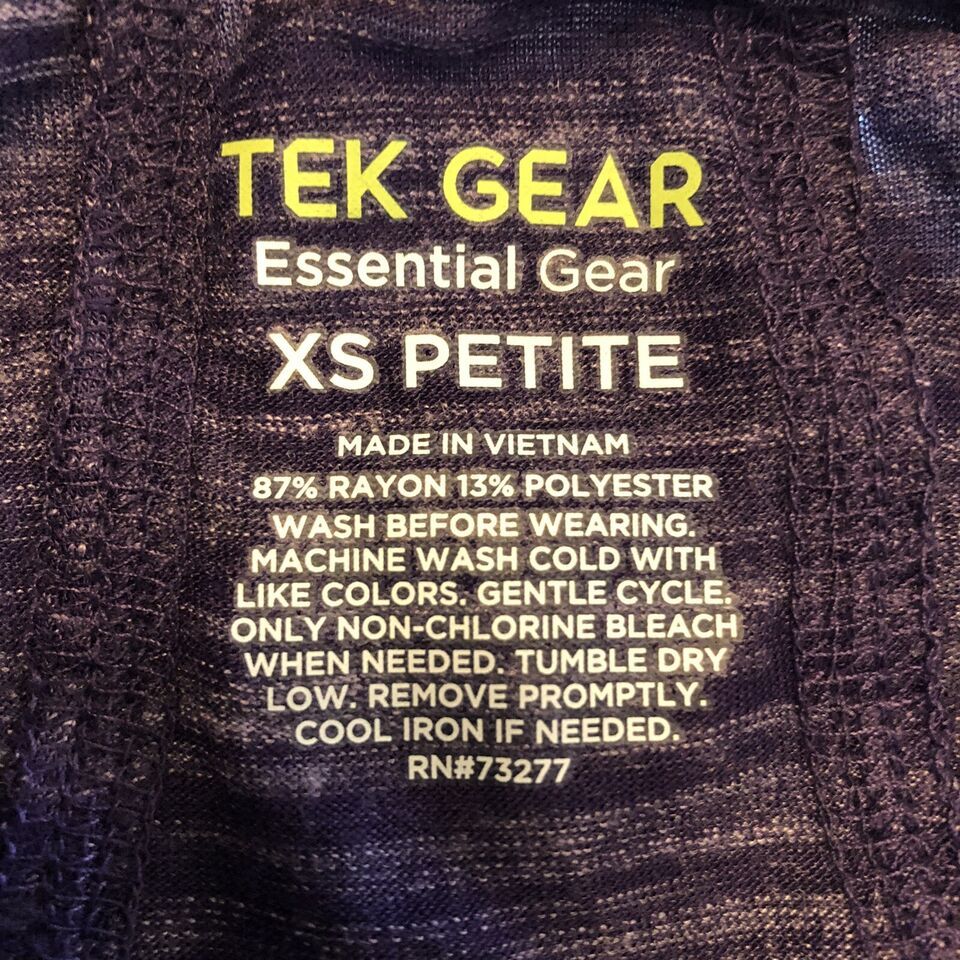 TEK GEAR
Essential Gear
XS PETITE
MADE IN VIETNAM
87% RAYON 13% POLYESTER
WASH BEFORE WEARING.
MACHINE WASH COLD WITH
LIKE COLORS. GENTLE CYCLE.
ONLY NON-CHLORINE BLEACH
WHEN NEEDED. TUMBLE DRY
LOW. REMOVE PROMPTLY.
COOL IRON IF NEEDED.
RN#73277